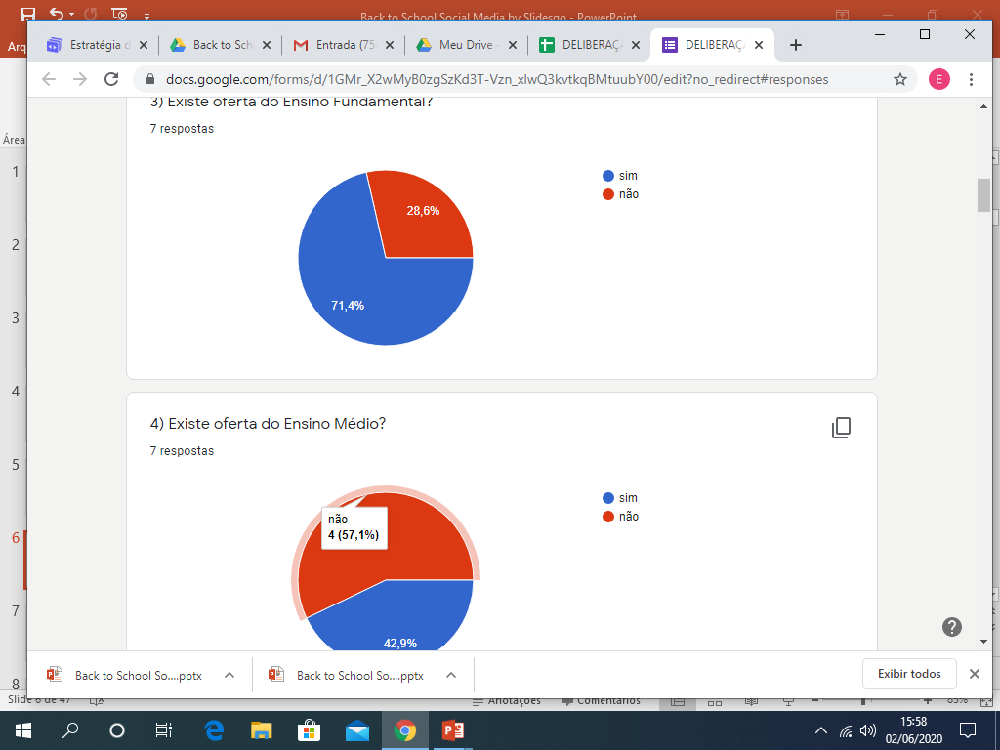 Back to School Social Media by Slidesgo - PowerPoint
Arq
Estratégia d
Back to Sch
Entrada (75
Meu Drive -
DELIBERAÇ
DELIBERAÇ
docs.google.com/forms/d/1GMr_X2wMyB0zgSzKd3T-Vzn_xlwQ3kvtkqBMtuubY00/edit?no_redirect#responses
E
Área
3) Existe oferta do Ensino Fundamental?
7 respostas
sim
não
28,6%
71,4%
4) Existe oferta do Ensino Médio?
7 respostas
sim
não
não
4 (57,1%)
42,9%
1
2
3
4
5
6
7
8
Back to School So....pptx
Back to School So....pptx
Exibir todos
Slide 6 de 47
Anotações
Comentários
83%
15:58
02/06/2020